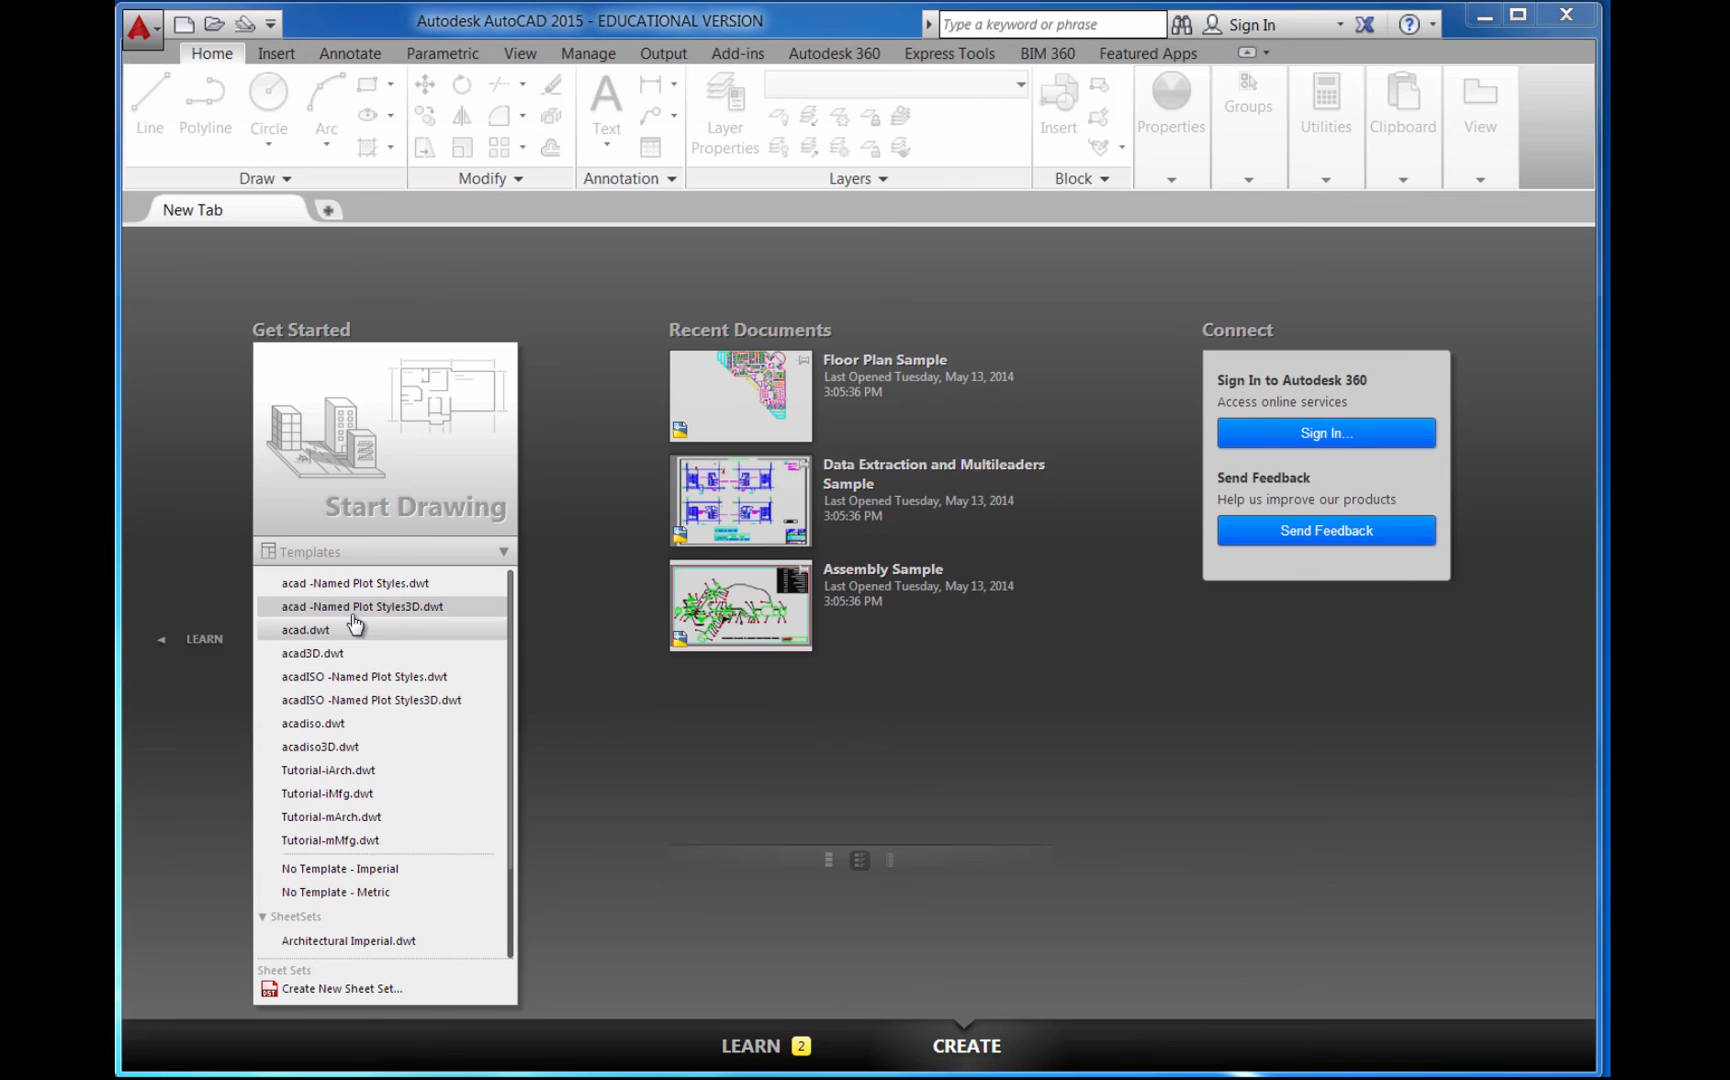 Autodesk AutoCAD 2015 - EDUCATIONAL VERSION
Type a keyword or phrase
Sign In
Home Insert Annotate Parametric View Manage Output Add-ins Autodesk 360 Express Tools BIM 360 Featured Apps
Line Polyline Circle Arc
Text
Layer
Properties
Insert
Properties
Groups
Utilities
Clipboard
View
Draw Modify Annotation Layers Block
New Tab
Get Started
Start Drawing
Templates
acad -Named Plot Styles.dwt
acad -Named Plot Styles3D.dwt
acad.dwt
acad3D.dwt
acadISO -Named Plot Styles.dwt
acadISO -Named Plot Styles3D.dwt
acadiso.dwt
acadiso3D.dwt
Tutorial-iArch.dwt
Tutorial-iMfg.dwt
Tutorial-mArch.dwt
Tutorial-mMfg.dwt
No Template - Imperial
No Template - Metric
SheetSets
Architectural Imperial.dwt
Sheet Sets
DST
Create New Sheet Set...
LEARN
Recent Documents
Floor Plan Sample
Last Opened Tuesday, May 13, 2014
3:05:36 PM
Data Extraction and Multileaders
Sample
Last Opened Tuesday, May 13, 2014
3:05:36 PM
Assembly Sample
Last Opened Tuesday, May 13, 2014
3:05:36 PM
Connect
Sign In to Autodesk 360
Access online services
Sign In...
Send Feedback
Help us improve our products
Send Feedback
LEARN 2
CREATE